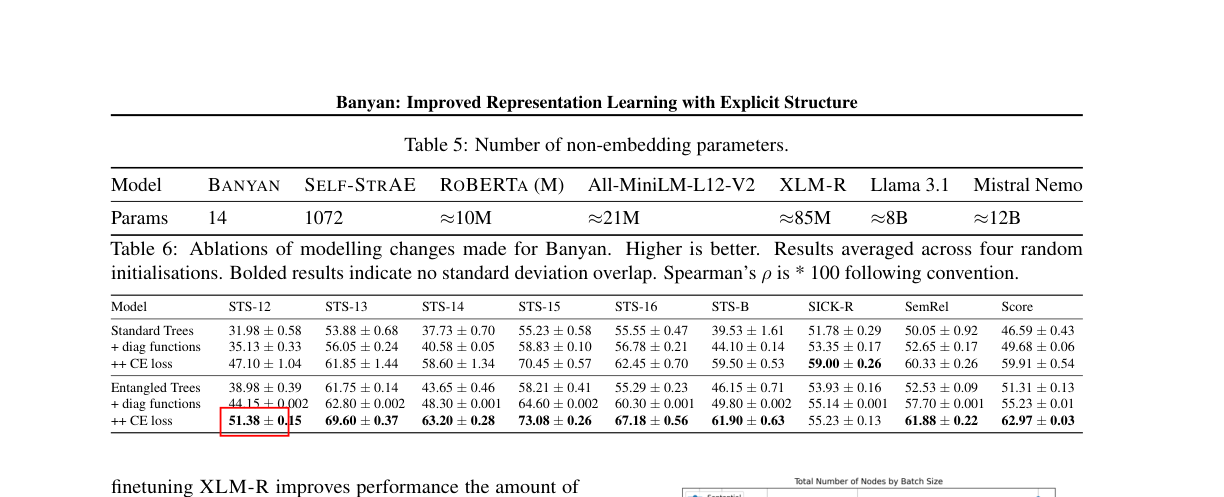 Banyan: Improved Representation Learning with Explicit Structure
Table 5: Number of non-embedding parameters.
Model BANYAN SELF-STRAE ROBERTA (M) All-MiniLM-L12-V2 XLM-R Llama 3.1 Mistral Nemo
Params 14 1072 ≈10M ≈21M ≈85M ≈8B ≈12B
Table 6: Ablations of modelling changes made for Banyan. Higher is better. Results averaged across four random
initialisations. Bolded results indicate no standard deviation overlap. Spearman's ρ is * 100 following convention.
Model STS-12 STS-13 STS-14 STS-15 STS-16 STS-B SICK-R SemRel Score
Standard Trees 31.98 ± 0.58 53.88 ± 0.68 37.73 ± 0.70 55.23 ± 0.58 55.55 ± 0.47 39.53 ± 1.61 51.78 ± 0.29 50.05 ± 0.92 46.59 ± 0.43
+ diag functions 35.13 ± 0.33 56.05 ± 0.24 40.58 ± 0.05 58.83 ± 0.10 56.78 ± 0.21 44.10 ± 0.14 53.35 ± 0.17 52.65 ± 0.17 49.68 ± 0.06
++ CE loss 47.10 ± 1.04 61.85 ± 1.44 58.60 ± 1.34 70.45 ± 0.57 62.45 ± 0.70 59.50 ± 0.53 59.00 ± 0.26 60.33 ± 0.26 59.91 ± 0.54
Entangled Trees 38.98 ± 0.39 61.75 ± 0.14 43.65 ± 0.46 58.21 ± 0.41 55.29 ± 0.23 46.15 ± 0.71 53.93 ± 0.16 52.53 ± 0.09 51.31 ± 0.13
+ diag functions 44.15 ± 0.002 62.80 ± 0.002 48.30 ± 0.001 64.60 ± 0.002 60.30 ± 0.001 49.80 ± 0.002 55.14 ± 0.001 57.70 ± 0.001 55.23 ± 0.01
++ CE loss 51.38 ± 0.15 69.60 ± 0.37 63.20 ± 0.28 73.08 ± 0.26 67.18 ± 0.56 61.90 ± 0.63 55.23 ± 0.13 61.88 ± 0.22 62.97 ± 0.03
finetuning XLM-R improves performance the amount of
Total Number of Nodes by Batch Size